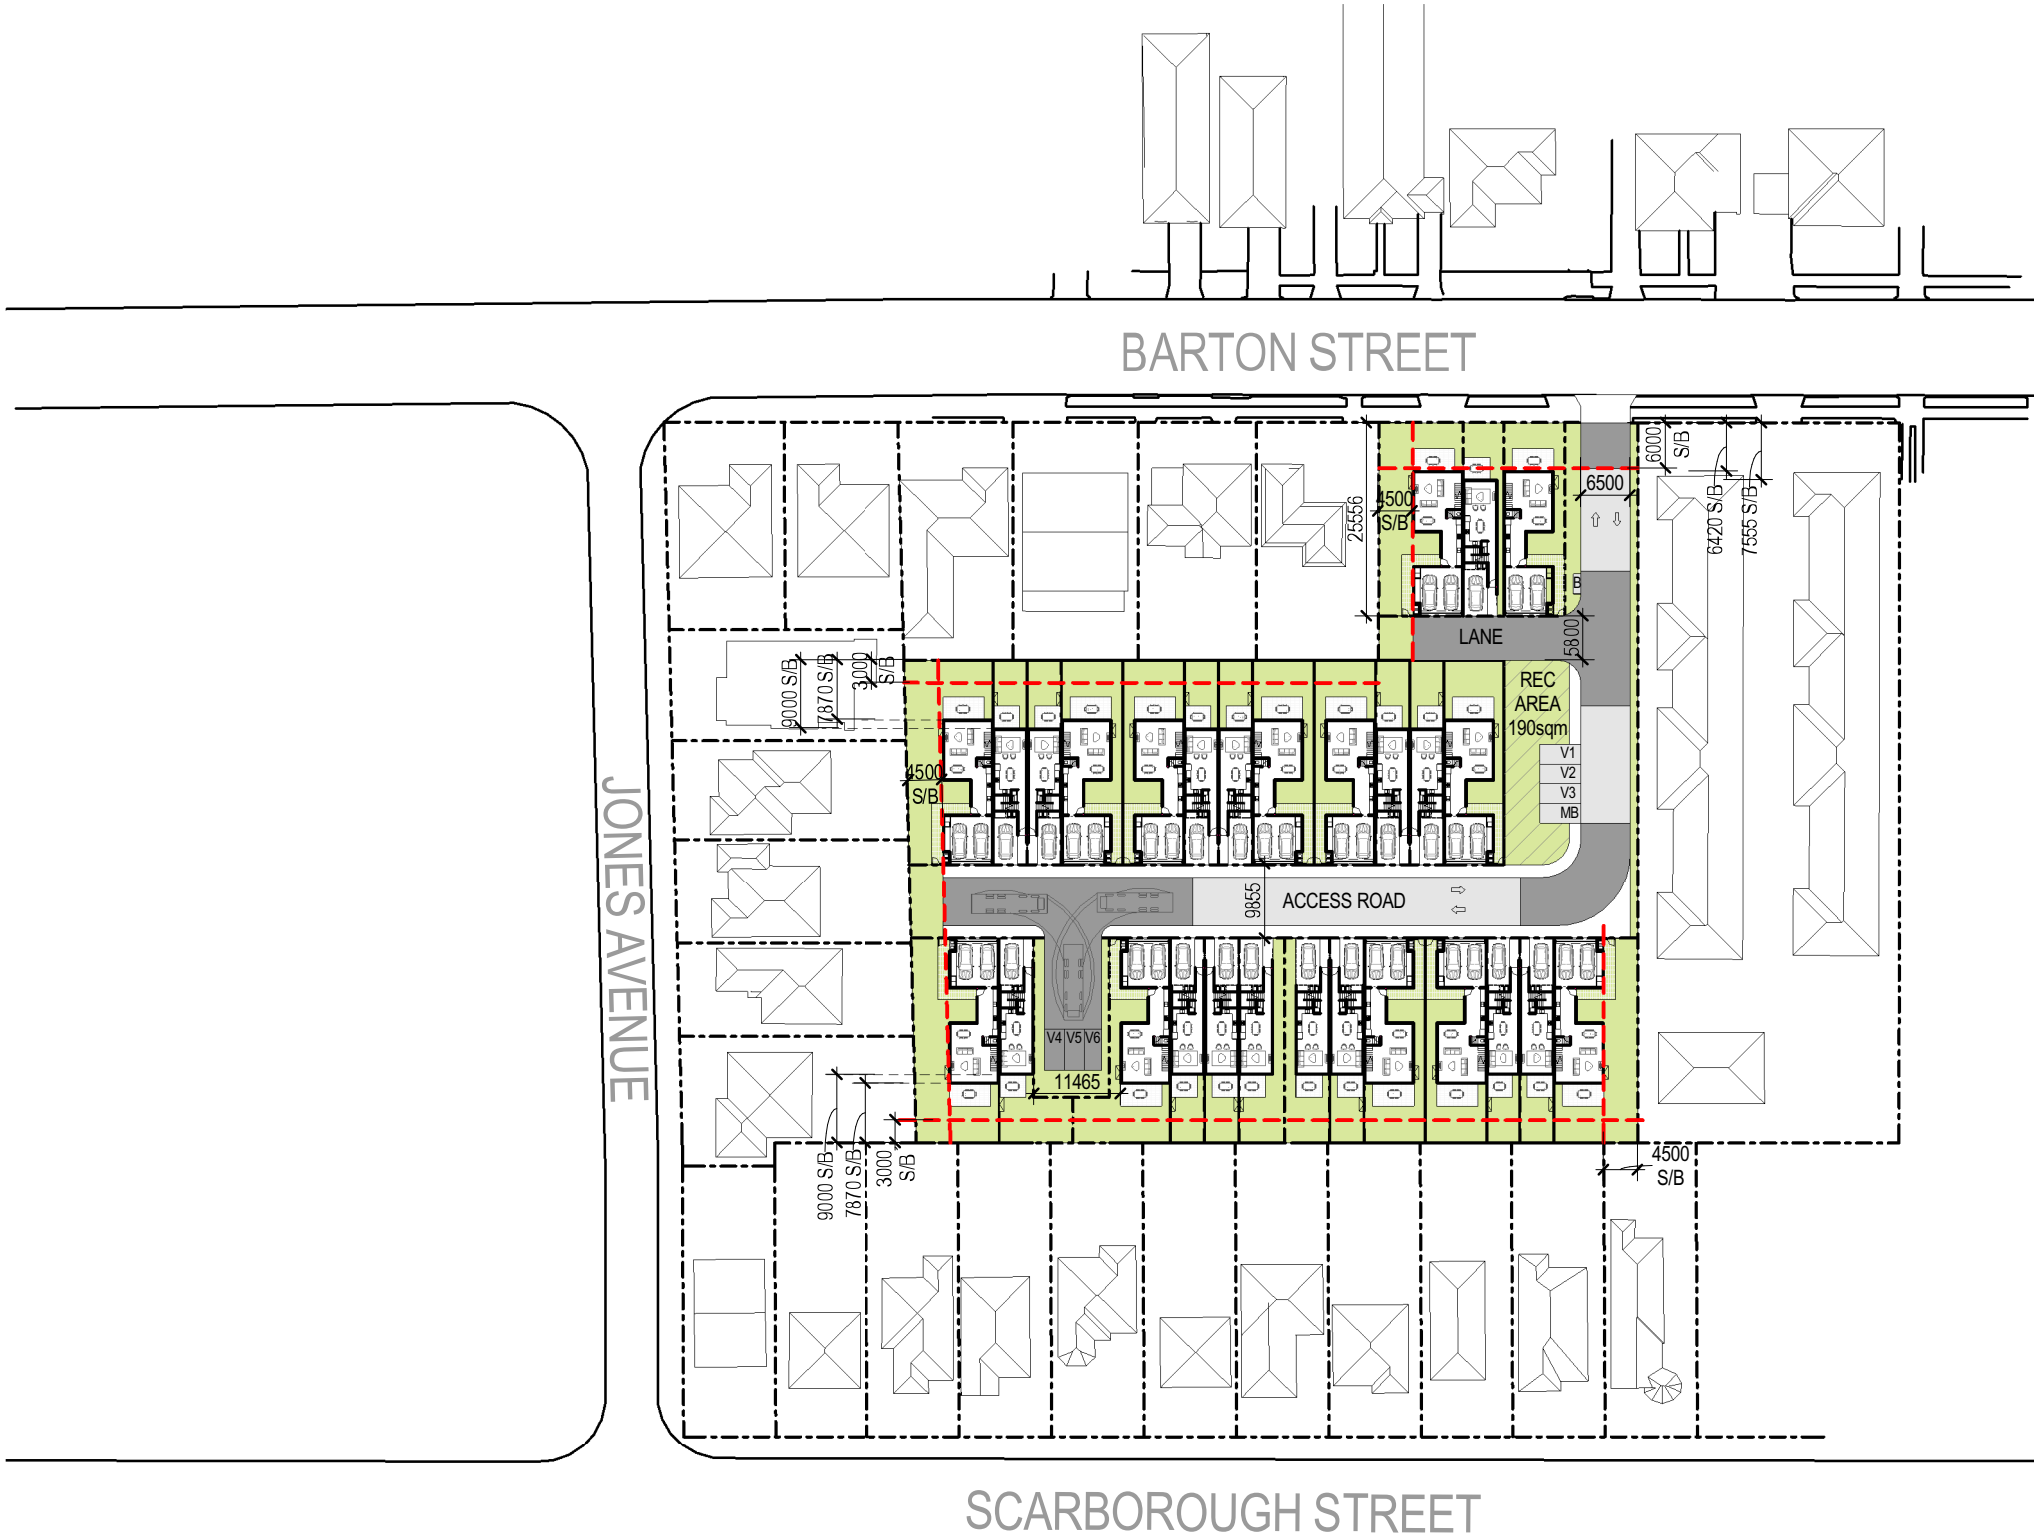 BARTON STREET
6000
S/B
6420 S/B
7555 S/B
25556
4500
S/B
6500
B
LANE
5800
9000 S/B
7870 S/B
3000
S/B
REC
AREA
190sqm
V1
V2
V3
MB
4500
S/B
JONES AVENUE
9855
ACCESS ROAD
V4
V5
V6
11465
9000 S/B
7870 S/B
3000
S/B
4500
S/B
SCARBOROUGH STREET